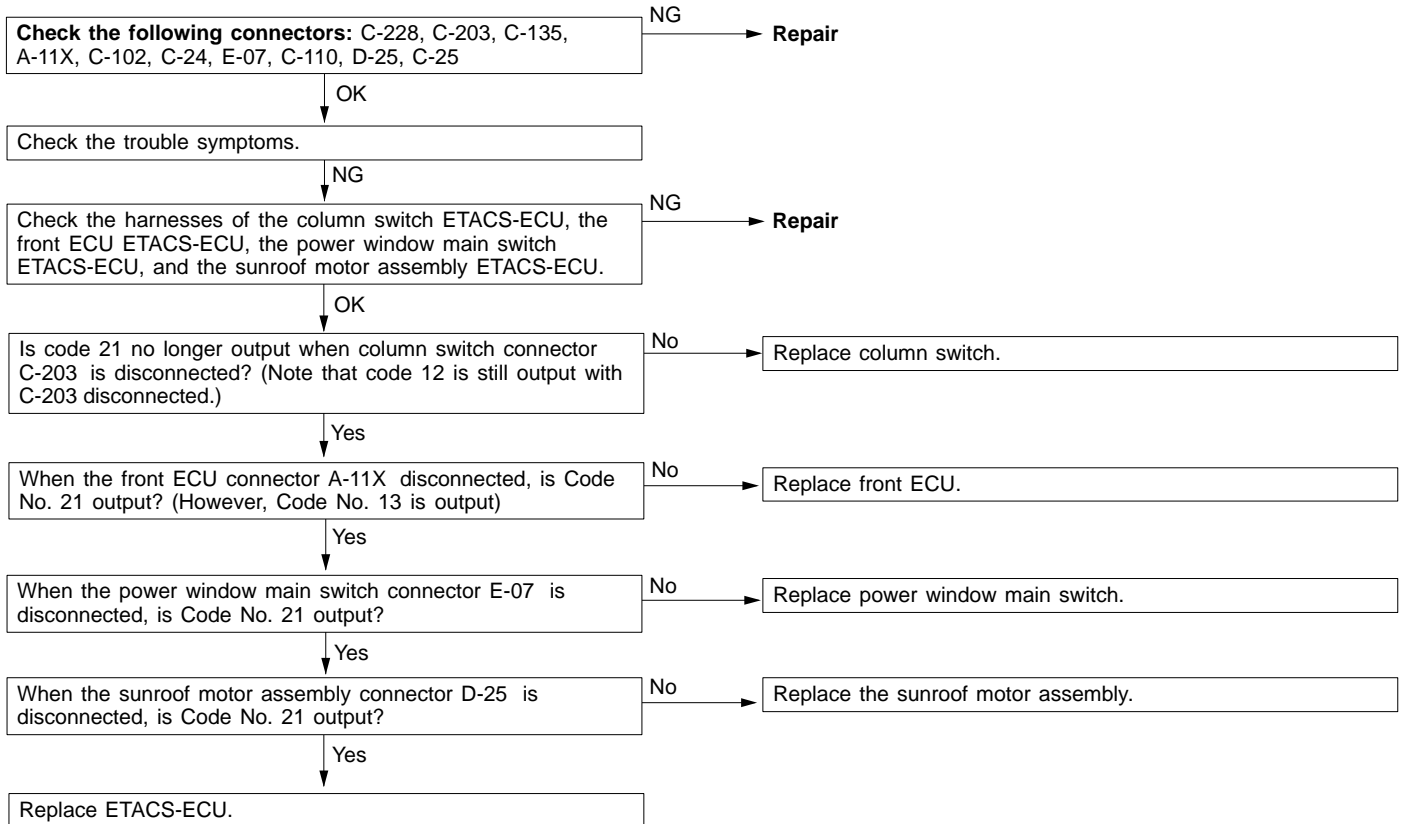 Check the following connectors: C-228, C-203, C-135,
A-11X, C-102, C-24, E-07, C-110, D-25, C-25
NG
Repair
OK
Check the trouble symptoms.
NG
Check the harnesses of the column switch ETACS-ECU, the
front ECU ETACS-ECU, the power window main switch
ETACS-ECU, and the sunroof motor assembly ETACS-ECU.
NG
Repair
OK
Is code 21 no longer output when column switch connector
C-203 is disconnected? (Note that code 12 is still output with
C-203 disconnected.)
No
Replace column switch.
Yes
When the front ECU connector A-11X disconnected, is Code
No. 21 output? (However, Code No. 13 is output)
No
Replace front ECU.
Yes
When the power window main switch connector E-07 is
disconnected, is Code No. 21 output?
No
Replace power window main switch.
Yes
When the sunroof motor assembly connector D-25 is
disconnected, is Code No. 21 output?
No
Replace the sunroof motor assembly.
Yes
Replace ETACS-ECU.